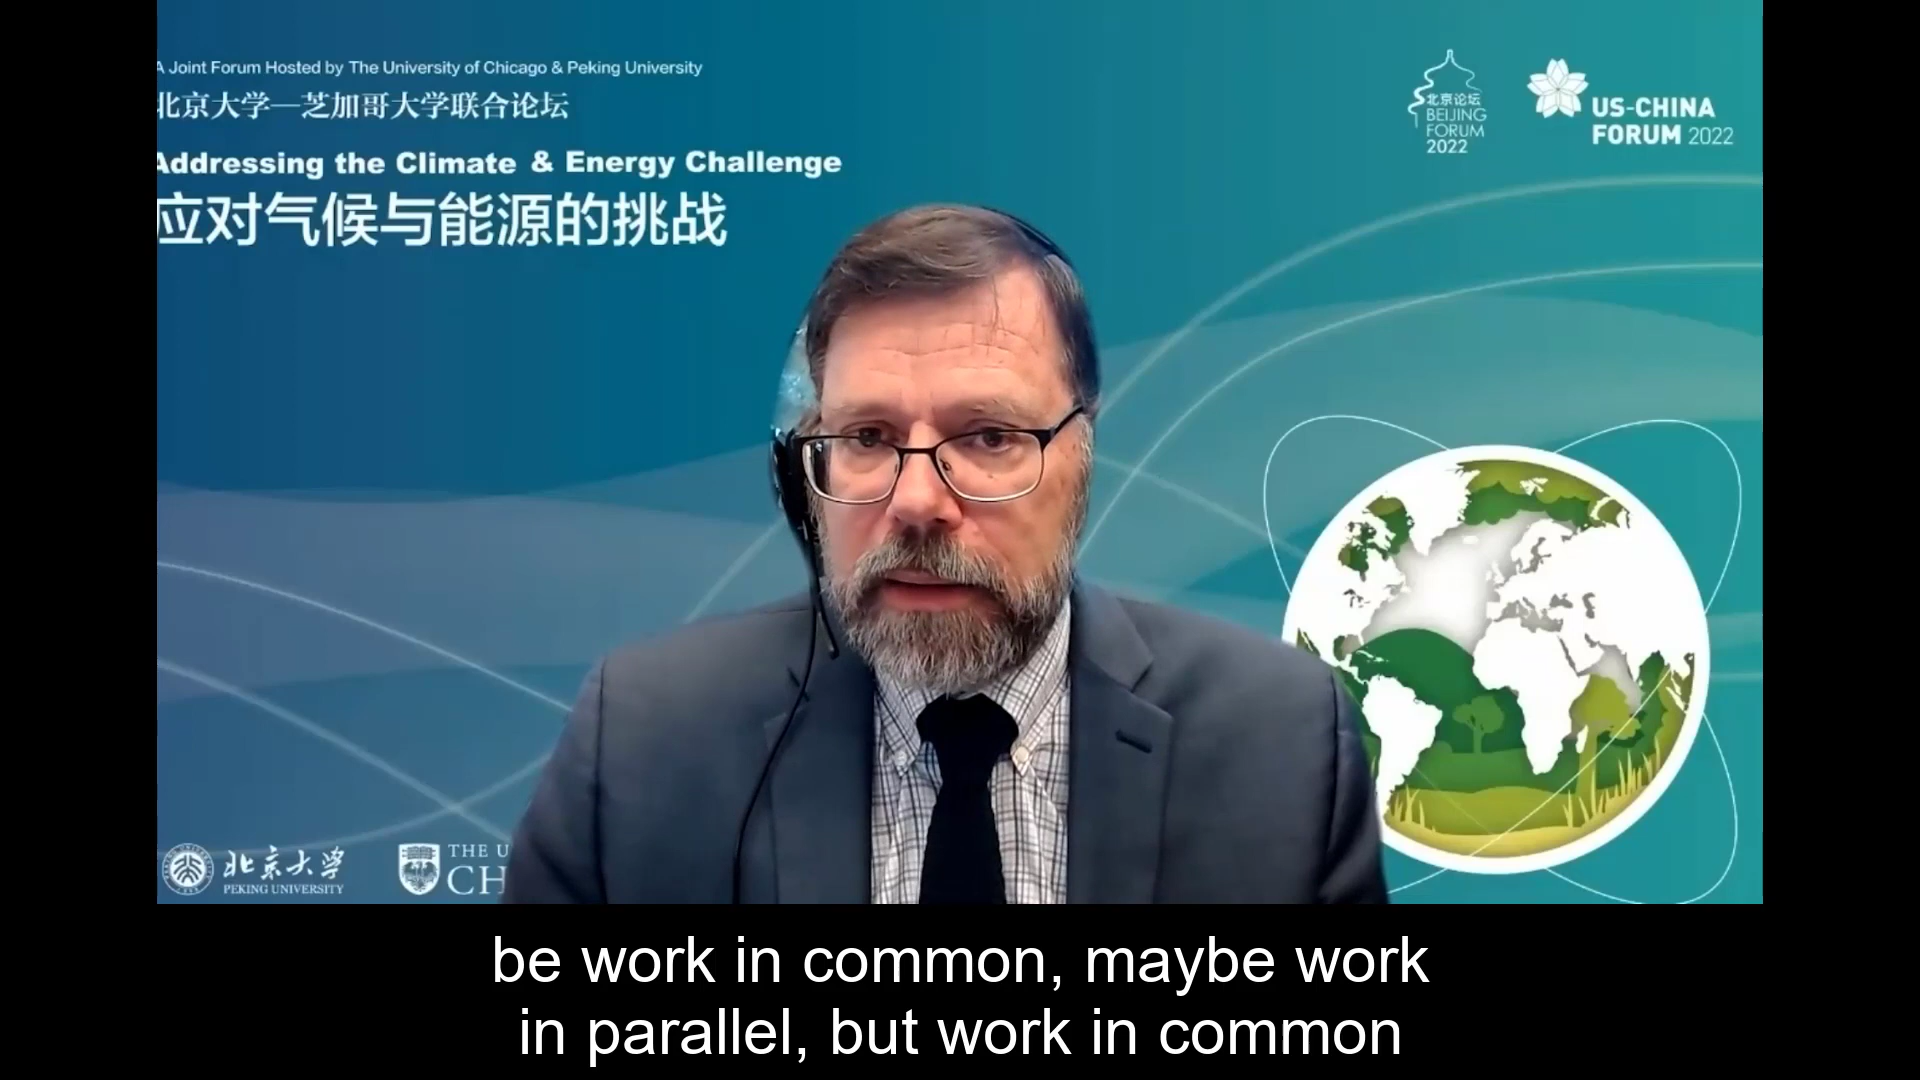 A Joint Forum Hosted by The University of Chicago & Peking University
北京大学—芝加哥大学联合论坛
Addressing the Climate & Energy Challenge
应对气候与能源的挑战
北京论坛
BEIJING
FORUM
2022
US-CHINA
FORUM 2022
北京大学
PEKING UNIVERSITY
THE U
CH
be work in common, maybe work
in parallel, but work in common